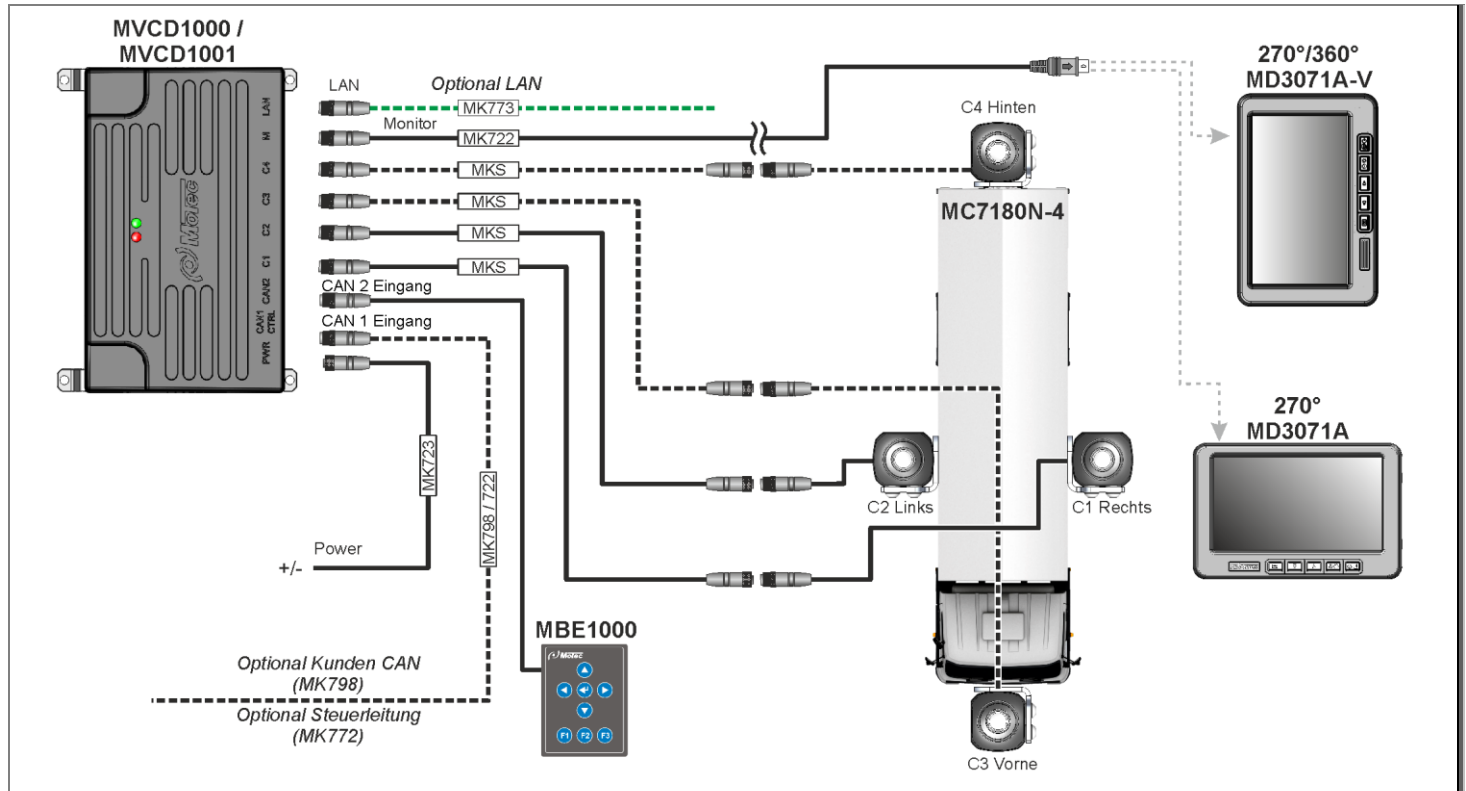 MVCD1000 /
MVCD1001
LAN
Optional LAN
MK773
Monitor
MK722
MKS
MKS
MKS
MKS
CAN 2 Eingang
CAN 1 Eingang
LAN
M
C4
C3
C2
C1
CAN2
CAN1
CTRL
PWR
MoTeC
C4 Hinten
MC7180N-4
270°/360°
MD3071A-V
270°
MD3071A
C2 Links
C1 Rechts
C3 Vorne
MK723
MK798 / 722
Power
+/-
Optional Kunden CAN
(MK798)
Optional Steuerleitung
(MK772)
MBE1000
MoTeC
F1 F2 F3